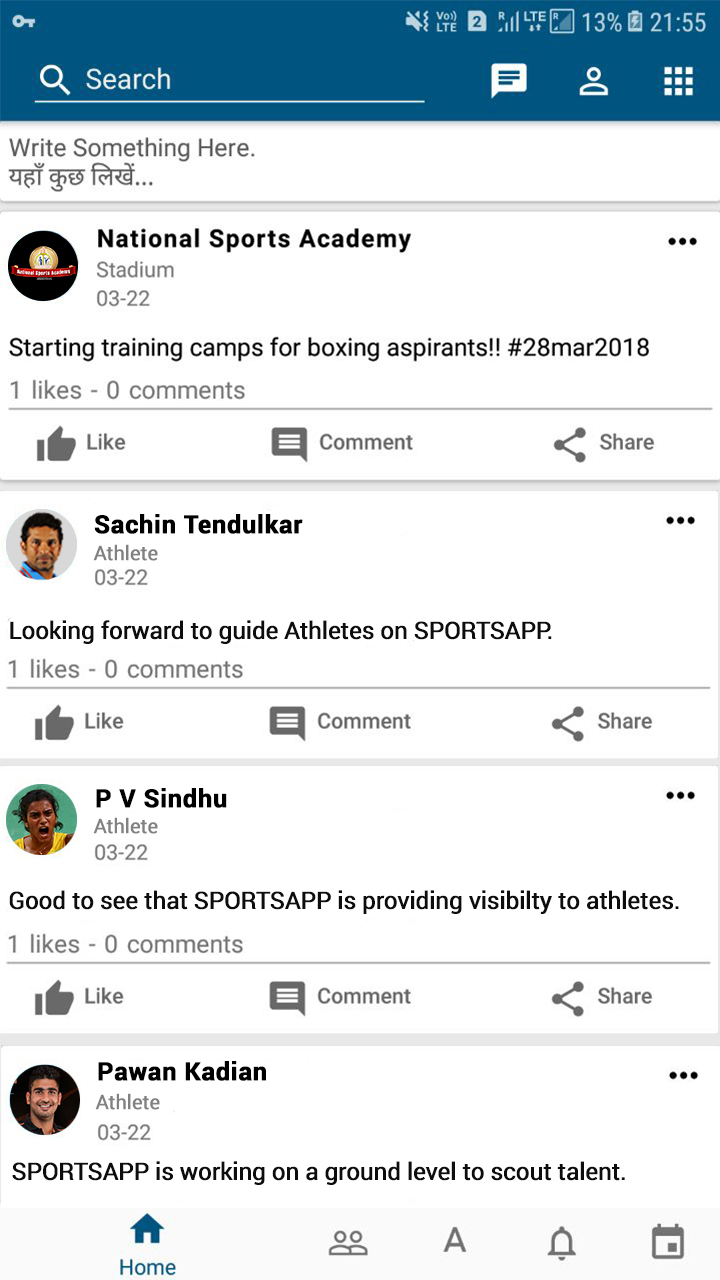 Vo))
LTE
2
R
LTE
R
13%
21:55
Search
Write Something Here.
यहाँ कुछ लिखें...
National Sports Academy
National Sports Academy
Stadium
03-22
Starting training camps for boxing aspirants!! #28mar2018
1 likes - 0 comments
Like Comment Share
Sachin Tendulkar
Athlete
03-22
Looking forward to guide Athletes on SPORTSAPP.
1 likes - 0 comments
Like Comment Share
P V Sindhu
Athlete
03-22
Good to see that SPORTSAPP is providing visibilty to athletes.
1 likes - 0 comments
Like Comment Share
Pawan Kadian
Athlete
03-22
SPORTSAPP is working on a ground level to scout talent.
A
Home